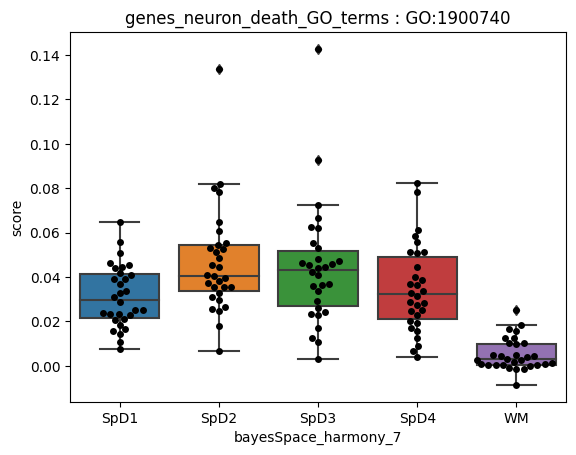 genes_neuron_death_GO_terms : GO:1900740
0.14
0.12
0.10
0.08
0.06
0.04
0.02
0.00
score
SpD1 SpD2 SpD3 SpD4 WM
bayesSpace_harmony_7